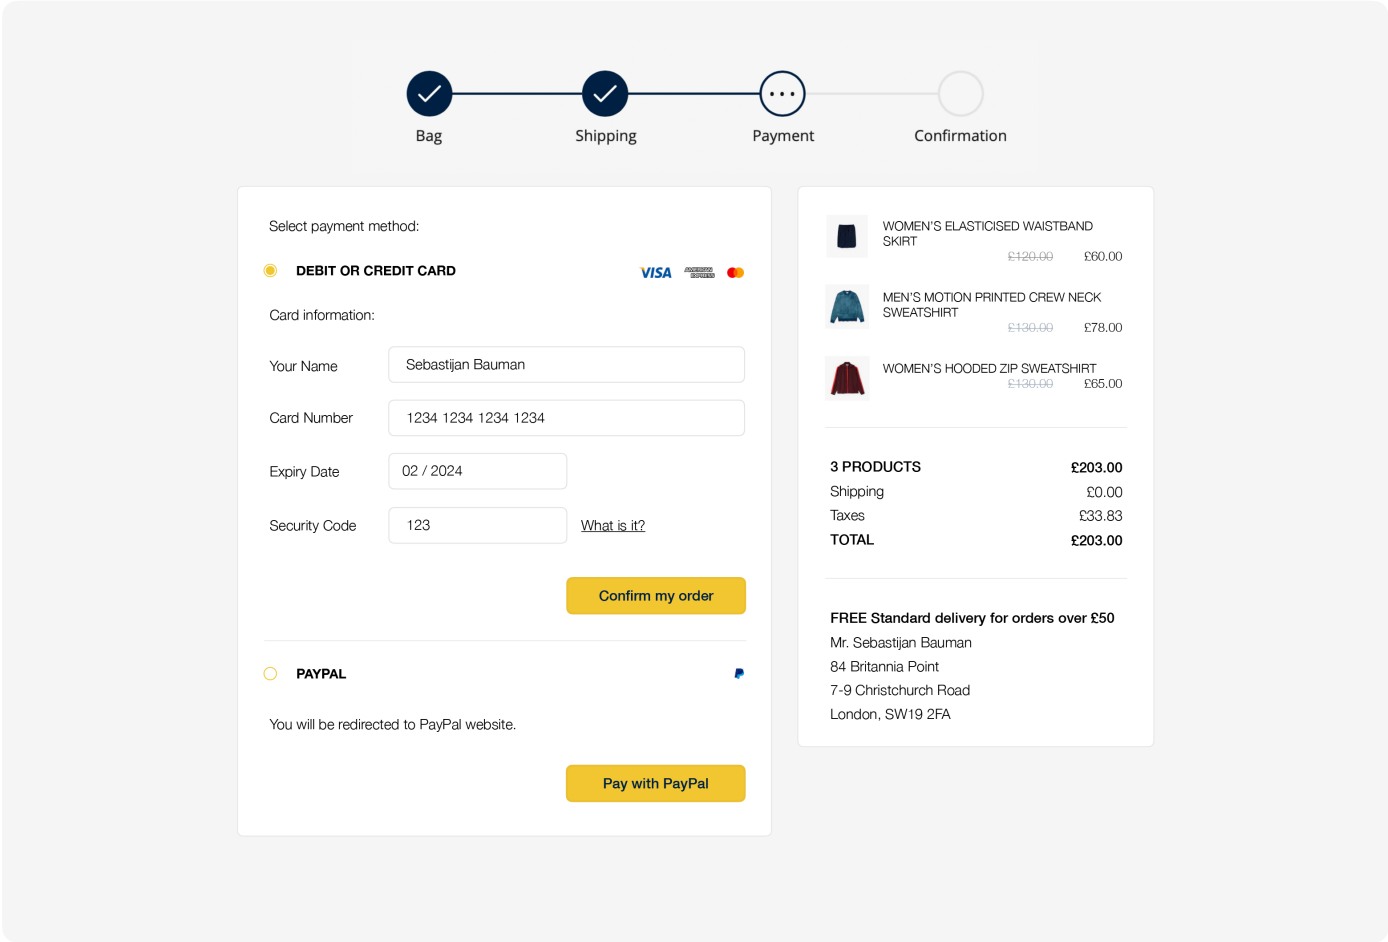 Bag
Shipping
Payment
Confirmation
Select payment method:
DEBIT OR CREDIT CARD
VISA
AMERICAN
EXPRESS
Card information:
Your Name
Sebastijan Bauman
Card Number
1234 1234 1234 1234
Expiry Date
02 / 2024
Security Code
123
What is it?
Confirm my order
PAYPAL
You will be redirected to PayPal website.
Pay with PayPal
WOMEN'S ELASTICISED WAISTBAND
SKIRT
£120.00 £60.00
MEN'S MOTION PRINTED CREW NECK
SWEATSHIRT
£130.00 £78.00
WOMEN'S HOODED ZIP SWEATSHIRT
£130.00 £65.00
3 PRODUCTS £203.00
Shipping £0.00
Taxes £33.83
TOTAL £203.00
FREE Standard delivery for orders over £50
Mr. Sebastijan Bauman
84 Britannia Point
7-9 Christchurch Road
London, SW19 2FA